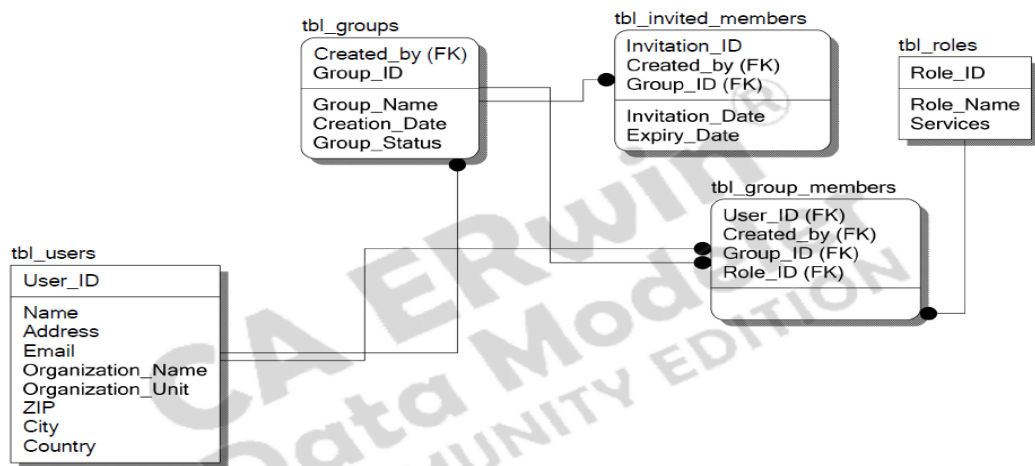 tbl_groups
Created_by (FK)
Group_ID
Group_Name
Creation_Date
Group_Status
tbl_invited_members
Invitation_ID
Created_by (FK)
Group_ID (FK)
Invitation_Date
Expiry_Date
tbl_roles
Role_ID
Role_Name
Services
tbl_group_members
User_ID (FK)
Created_by (FK)
Group_ID (FK)
Role_ID (FK)
tbl_users
User_ID
Name
Address
Email
Organization_Name
Organization_Unit
ZIP
City
Country
CA ERwin ®
Data Modeler
MUNITY EDITION